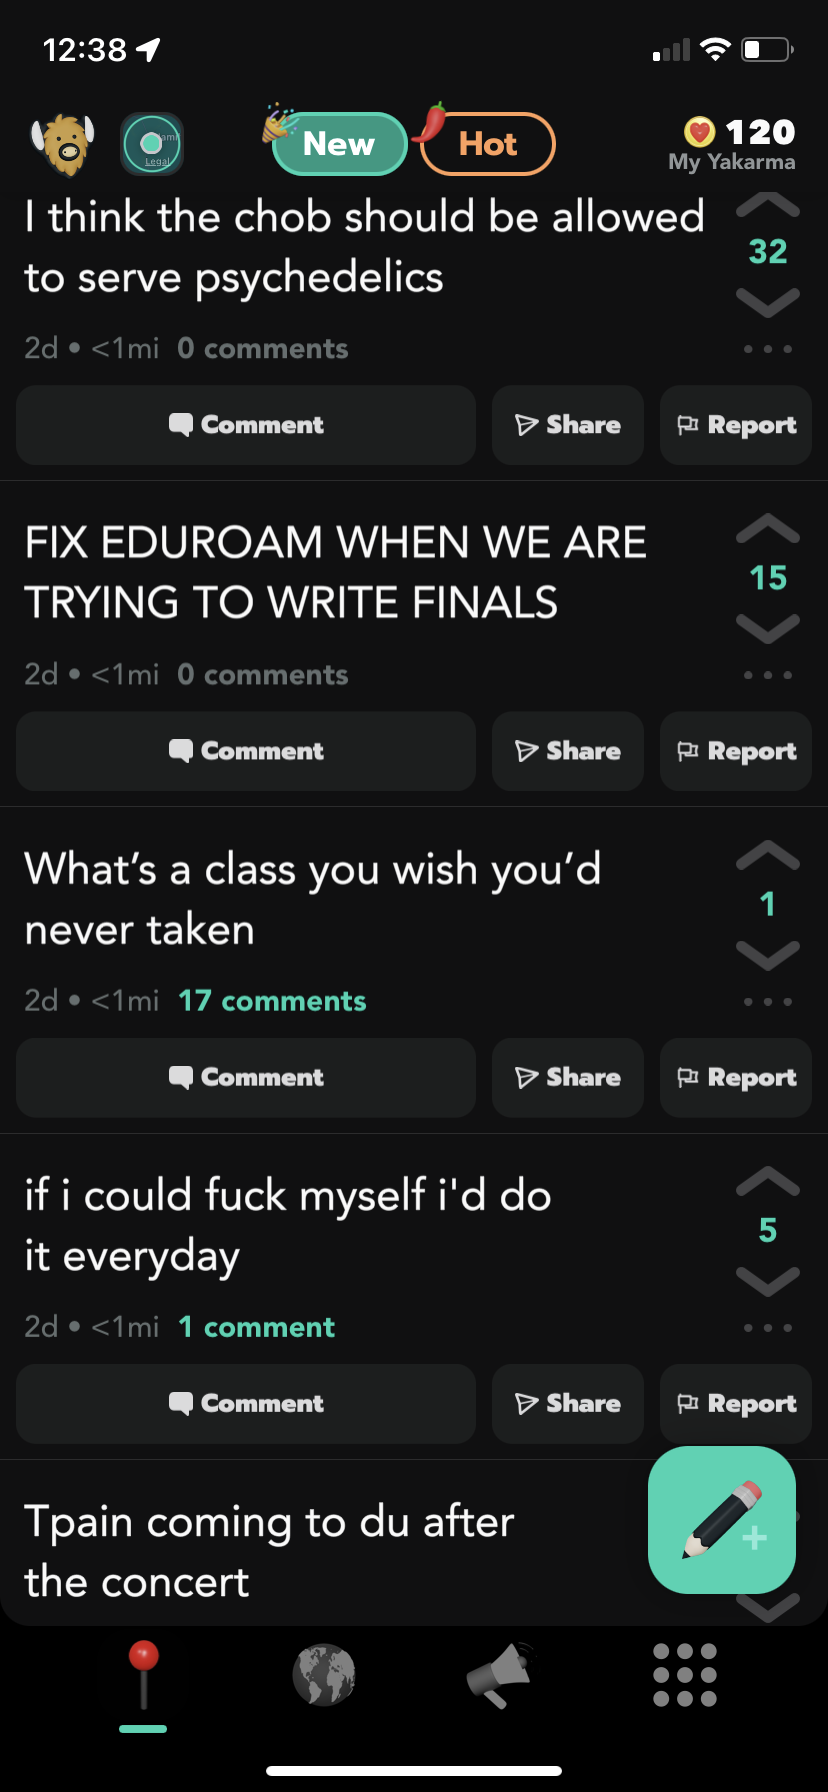 12:38
New
Hot
120
My Yakarma
Legal
I think the chob should be allowed
to serve psychedelics
32
2d • <1mi 0 comments
Comment
Share
Report
FIX EDUROAM WHEN WE ARE
TRYING TO WRITE FINALS
15
2d • <1mi 0 comments
Comment
Share
Report
What’s a class you wish you’d
never taken
1
2d • <1mi 17 comments
Comment
Share
Report
if i could fuck myself i'd do
it everyday
5
2d • <1mi 1 comment
Comment
Share
Report
Tpain coming to du after
the concert